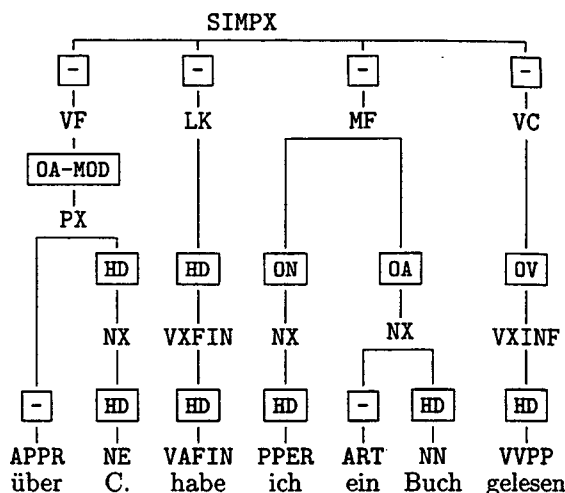 SIMPX
- - - -
VF LK MF VC
OA-MOD
PX
HD HD ON OA OV
NX VXFIN NX NX VXINF
- HD HD HD - HD HD
APPR NE VAFIN PPER ART NN VVPP
über C. habe ich ein Buch gelesen